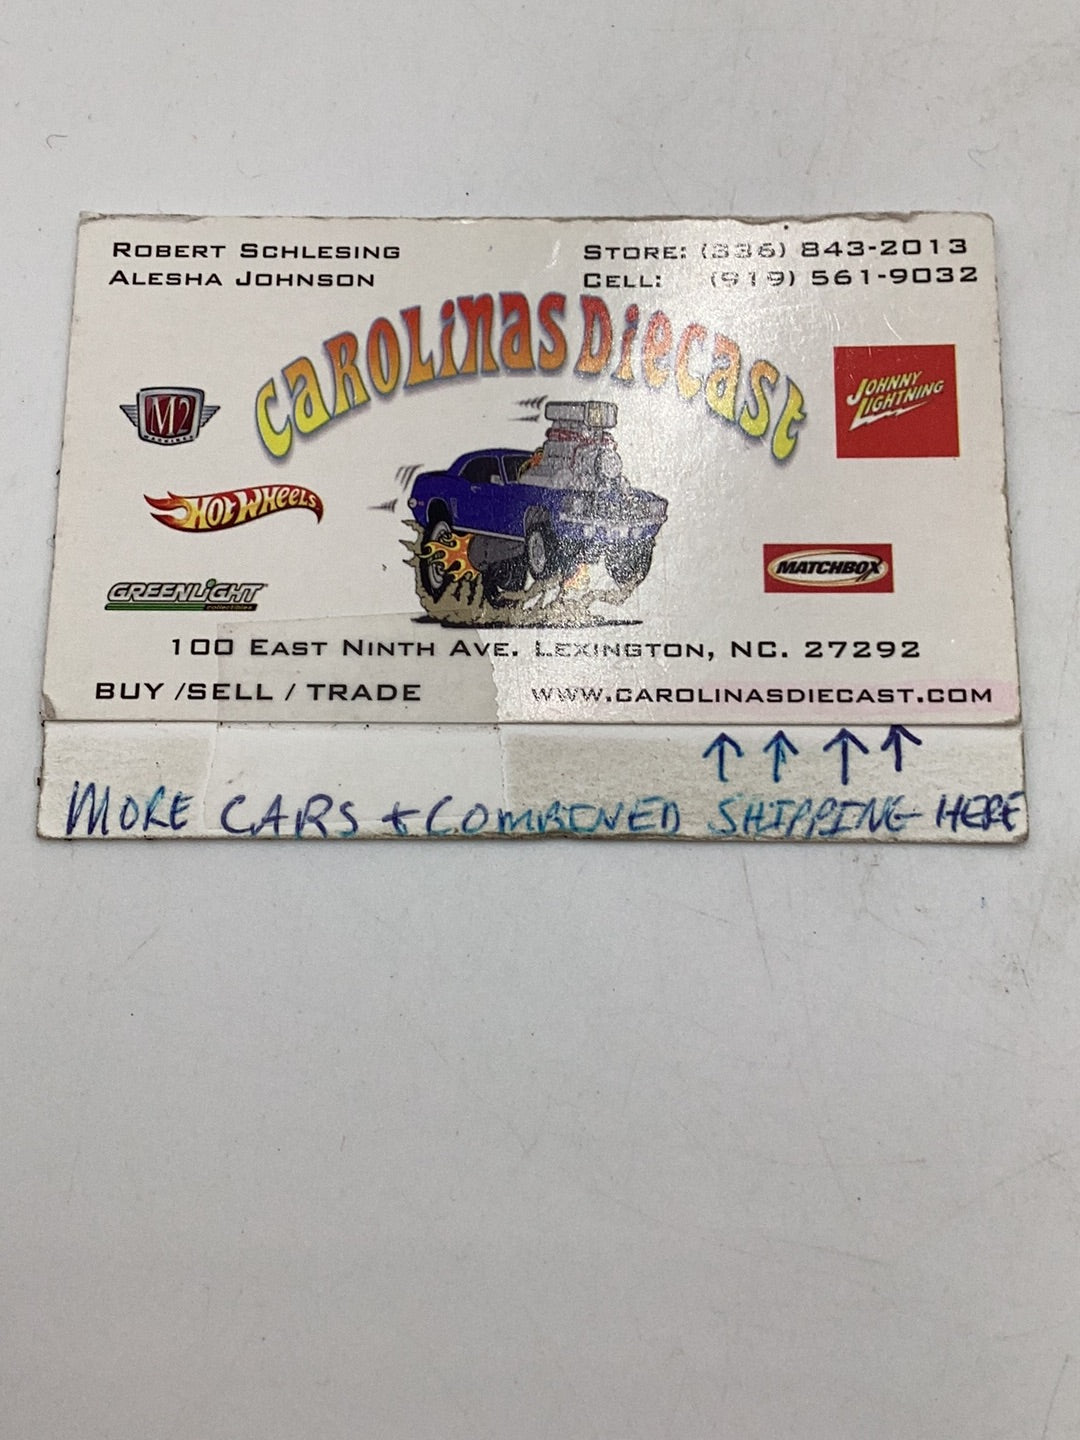 ROBERT SCHLESING
ALESHA JOHNSON
STORE: (336) 843-2013
CELL: (919) 561-9032
CAROLINAS DIECAST
M2
MACHINES
JOHNNY
LIGHTNING
HOT WHEELS
GREENLIGHT
collectibles
MATCHBOX
100 EAST NINTH AVE. LEXINGTON, NC. 27292
BUY /SELL / TRADE
WWW.CAROLINASDIECAST.COM
↑ ↑ ↑ ↑
MORE CARS + COMBINED SHIPPING HERE